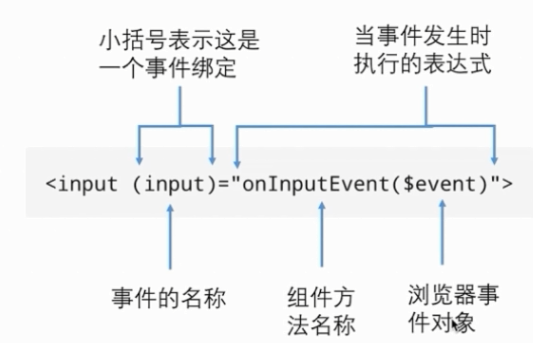 小括号表示这是
一个事件绑定
当事件发生时
执行的表达式
<input (input)="onInputEvent($event)">
事件的名称
组件方
法名称
浏览器事
件对象